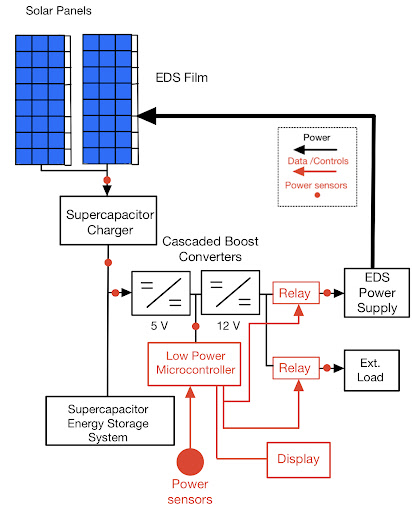 Solar Panels
EDS Film
Power
Data /Controls
Power sensors
Supercapacitor
Charger
Cascaded Boost
Converters
5 V
12 V
Relay
EDS
Power
Supply
Low Power
Microcontroller
Relay
Ext.
Load
Supercapacitor
Energy Storage
System
Display
Power
sensors